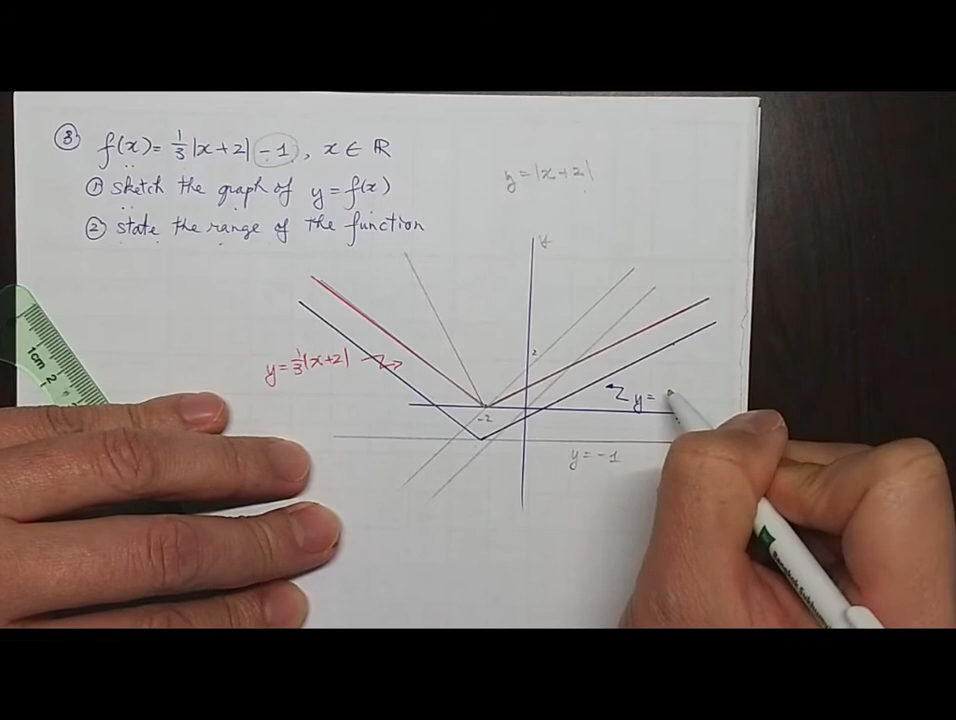 ③ f(x) = 1/3 |x+2| - 1, x ∈ ℝ
① sketch the graph of y = f(x)
② state the range of the function
y = |x+2|
y
2
y = 1/3 |x+2|
y =
-2
y = -1
1cm
2